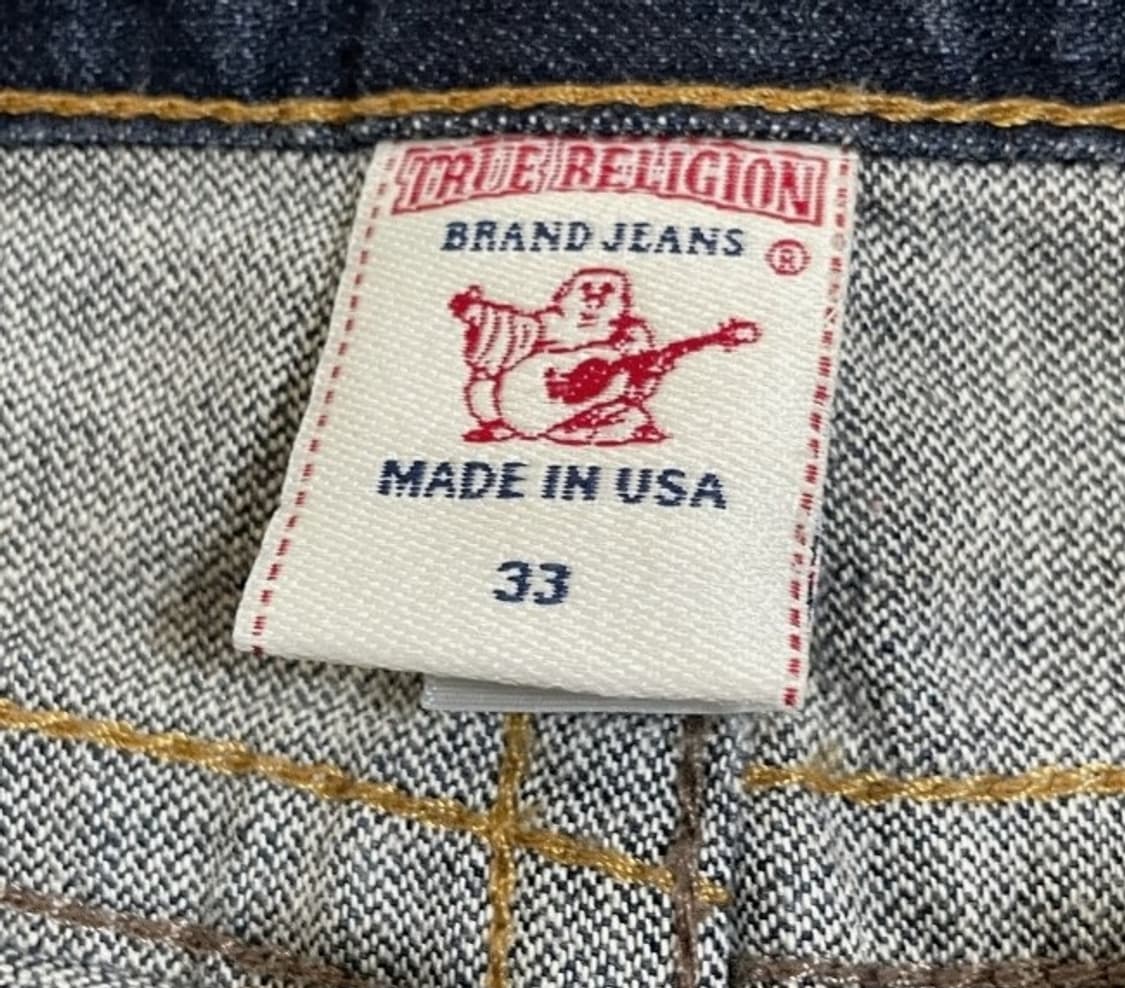 TRUE RELIGION
BRAND JEANS ®
MADE IN USA
33